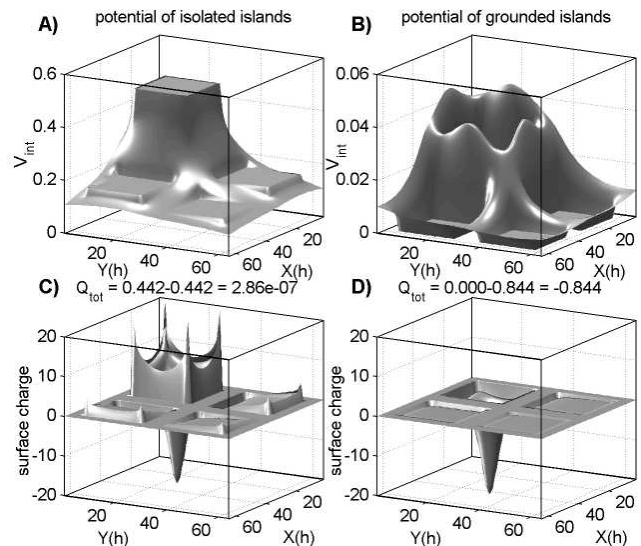 potential of isolated islands
A)
0.6
0.4
0.2
0
V_int
20
40
60
Y(h)
60
40
20
X(h)
potential of grounded islands
B)
0.06
0.04
0.02
0
V_int
20
40
60
Y(h)
60
40
20
X(h)
C) Q_tot = 0.442-0.442 = 2.86e-07
20
10
0
-10
-20
surface charge
20
40
60
Y(h)
60
40
20
X(h)
D) Q_tot = 0.000-0.844 = -0.844
20
10
0
-10
-20
surface charge
20
40
60
Y(h)
60
40
20
X(h)